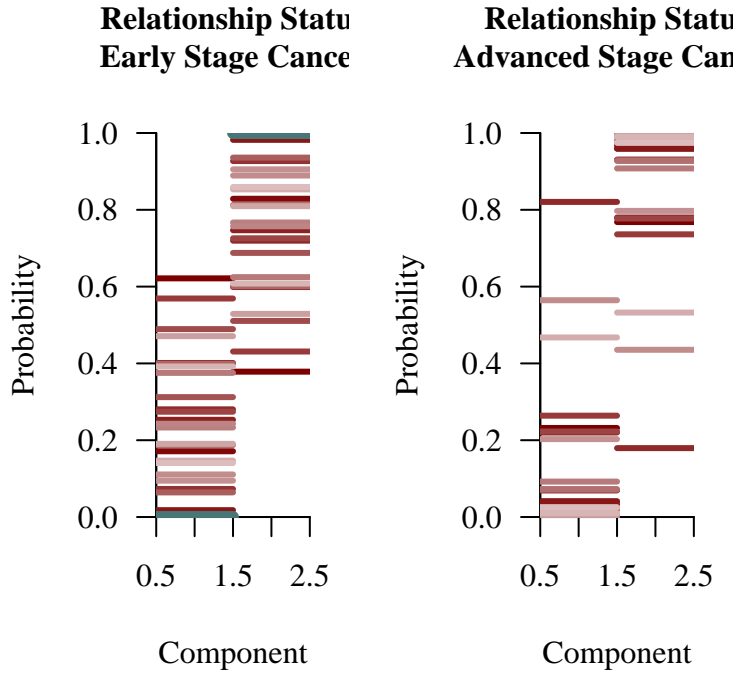 Relationship Statu
Early Stage Cance
Relationship Statu
Advanced Stage Can
Probability
1.0
0.8
0.6
0.4
0.2
0.0
0.5 1.5 2.5
Component
Probability
1.0
0.8
0.6
0.4
0.2
0.0
0.5 1.5 2.5
Component